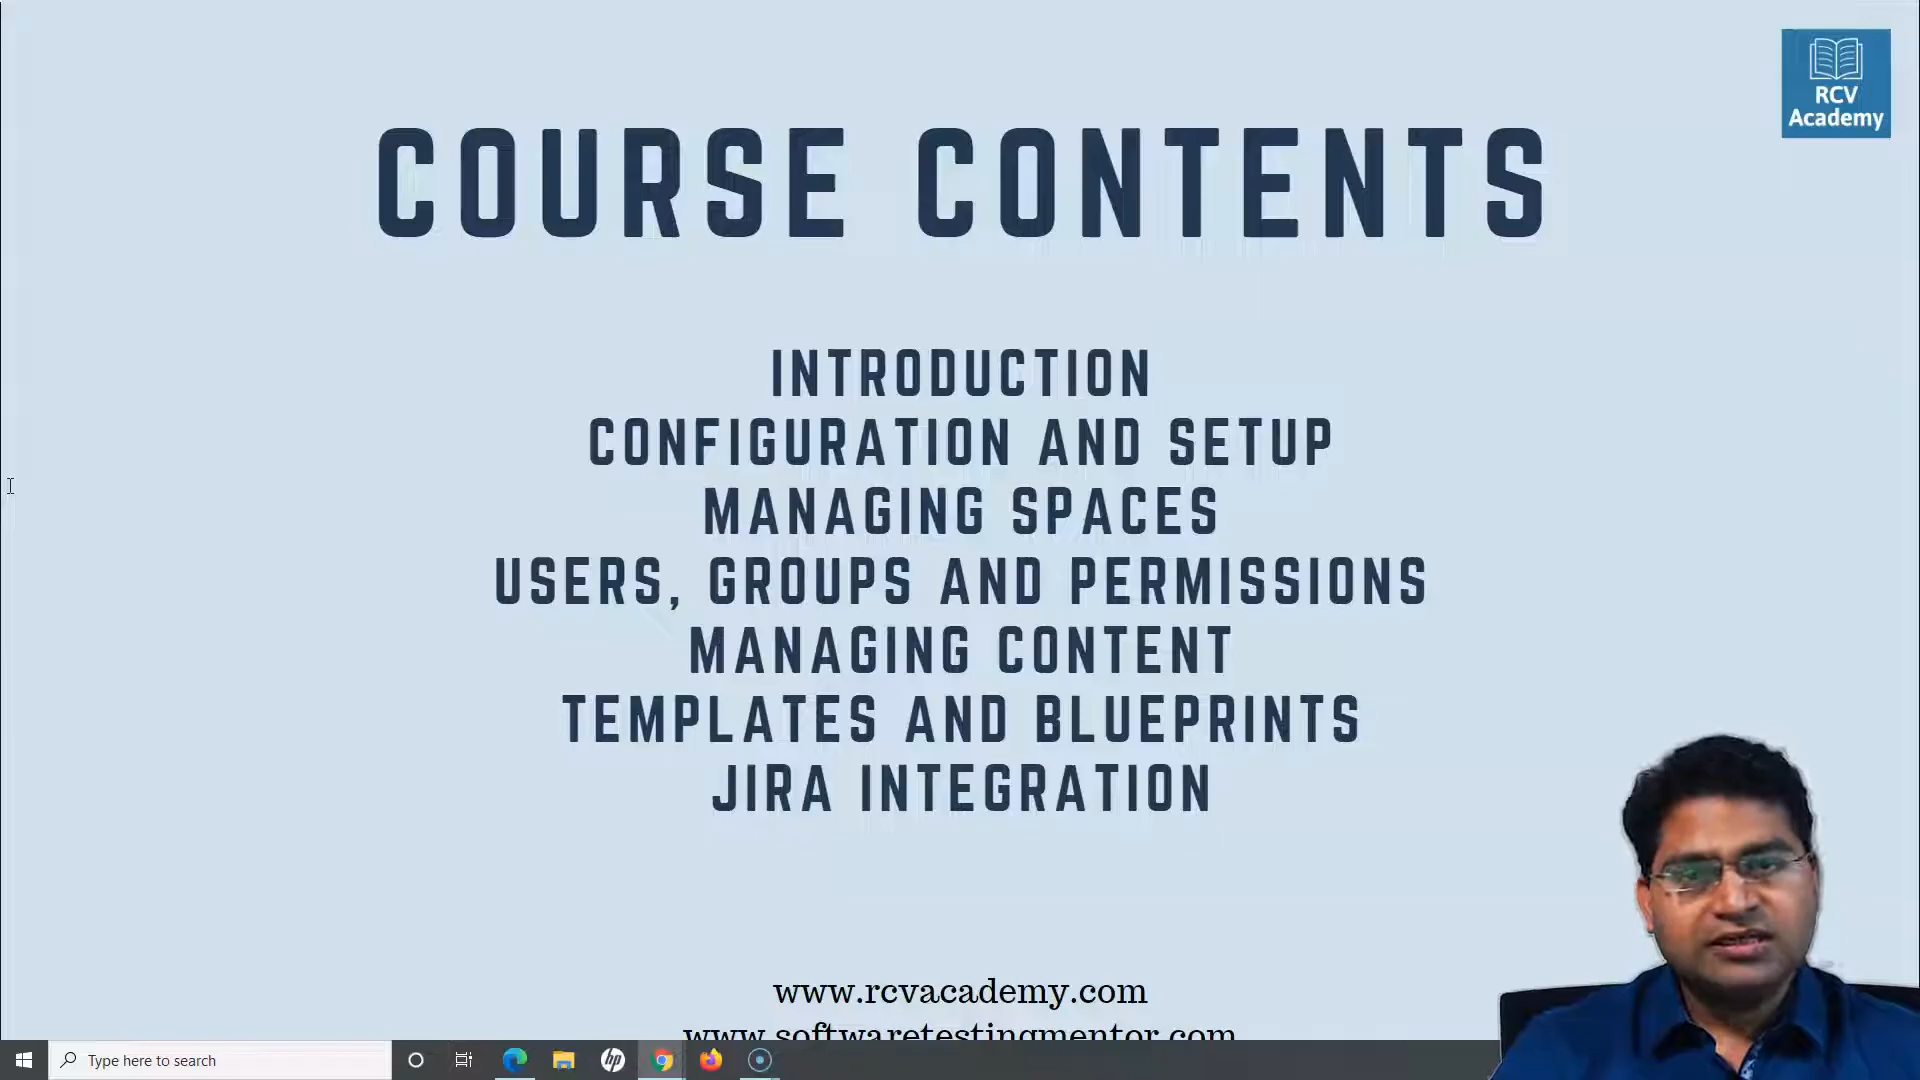 RCV
Academy
COURSE CONTENTS
INTRODUCTION
CONFIGURATION AND SETUP
MANAGING SPACES
USERS, GROUPS AND PERMISSIONS
MANAGING CONTENT
TEMPLATES AND BLUEPRINTS
JIRA INTEGRATION
www.rcvacademy.com
www.softwaretestingmentor.com
Type here to search
hp